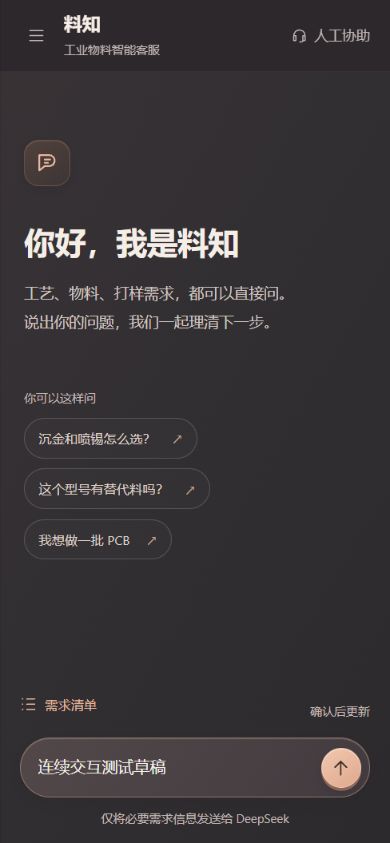 料知
工业物料智能客服
人工协助
你好，我是料知
工艺、物料、打样需求，都可以直接问。
说出你的问题，我们一起理清下一步。
你可以这样问
沉金和喷锡怎么选？
这个型号有替代料吗？
我想做一批 PCB
需求清单
确认后更新
连续交互测试草稿
仅将必要需求信息发送给 DeepSeek